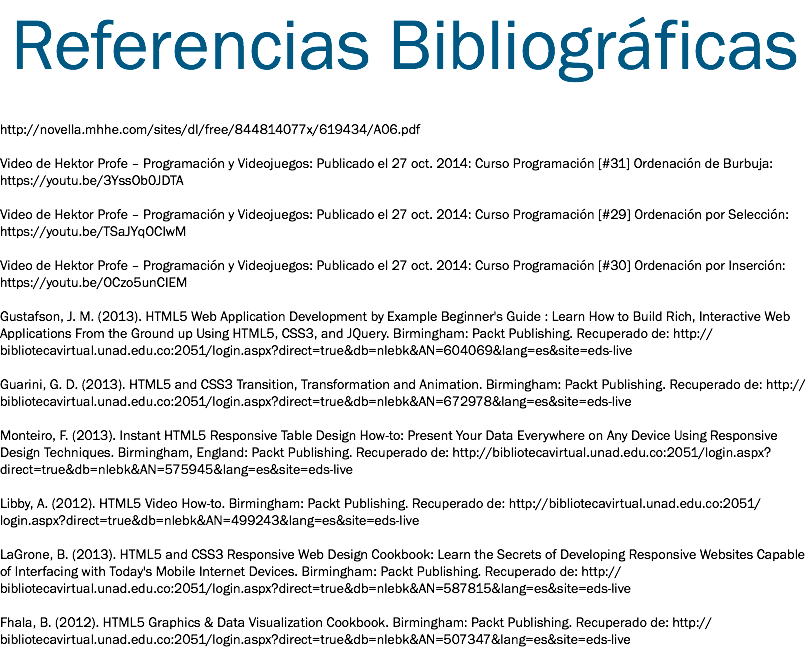 Referencias Bibliográficas
http://novella.mhhe.com/sites/dl/free/844814077x/619434/A06.pdf
Video de Hektor Profe – Programación y Videojuegos: Publicado el 27 oct. 2014: Curso Programación [#31] Ordenación de Burbuja:
https://youtu.be/3YssOb0JDTA
Video de Hektor Profe – Programación y Videojuegos: Publicado el 27 oct. 2014: Curso Programación [#29] Ordenación por Selección:
https://youtu.be/TSaJYqOCIwM
Video de Hektor Profe – Programación y Videojuegos: Publicado el 27 oct. 2014: Curso Programación [#30] Ordenación por Inserción:
https://youtu.be/OCzo5unCIEM
Gustafson, J. M. (2013). HTML5 Web Application Development by Example Beginner's Guide : Learn How to Build Rich, Interactive Web
Applications From the Ground up Using HTML5, CSS3, and JQuery. Birmingham: Packt Publishing. Recuperado de: http://
bibliotecavirtual.unad.edu.co:2051/login.aspx?direct=true&db=nlebk&AN=604069&lang=es&site=eds-live
Guarini, G. D. (2013). HTML5 and CSS3 Transition, Transformation and Animation. Birmingham: Packt Publishing. Recuperado de: http://
bibliotecavirtual.unad.edu.co:2051/login.aspx?direct=true&db=nlebk&AN=672978&lang=es&site=eds-live
Monteiro, F. (2013). Instant HTML5 Responsive Table Design How-to: Present Your Data Everywhere on Any Device Using Responsive
Design Techniques. Birmingham, England: Packt Publishing. Recuperado de: http://bibliotecavirtual.unad.edu.co:2051/login.aspx?
direct=true&db=nlebk&AN=575945&lang=es&site=eds-live
Libby, A. (2012). HTML5 Video How-to. Birmingham: Packt Publishing. Recuperado de: http://bibliotecavirtual.unad.edu.co:2051/
login.aspx?direct=true&db=nlebk&AN=499243&lang=es&site=eds-live
LaGrone, B. (2013). HTML5 and CSS3 Responsive Web Design Cookbook: Learn the Secrets of Developing Responsive Websites Capable
of Interfacing with Today's Mobile Internet Devices. Birmingham: Packt Publishing. Recuperado de: http://
bibliotecavirtual.unad.edu.co:2051/login.aspx?direct=true&db=nlebk&AN=587815&lang=es&site=eds-live
Fhala, B. (2012). HTML5 Graphics & Data Visualization Cookbook. Birmingham: Packt Publishing. Recuperado de: http://
bibliotecavirtual.unad.edu.co:2051/login.aspx?direct=true&db=nlebk&AN=507347&lang=es&site=eds-live